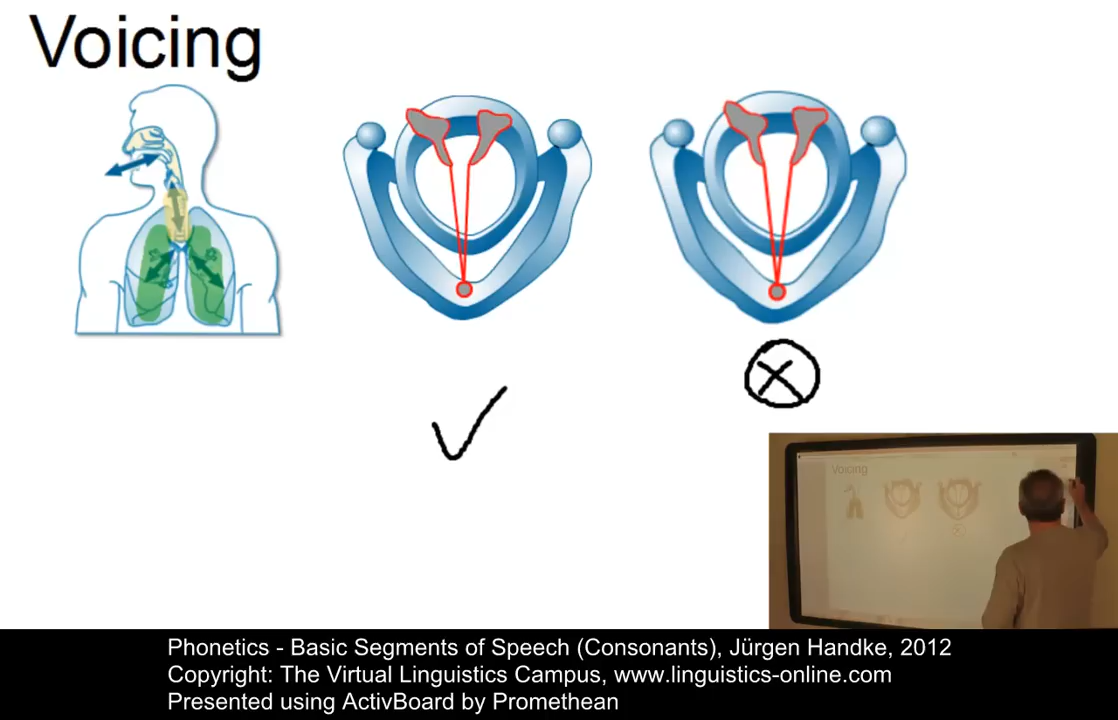 Voicing
Voicing
Phonetics - Basic Segments of Speech (Consonants), Jürgen Handke, 2012
Copyright: The Virtual Linguistics Campus, www.linguistics-online.com
Presented using ActivBoard by Promethean